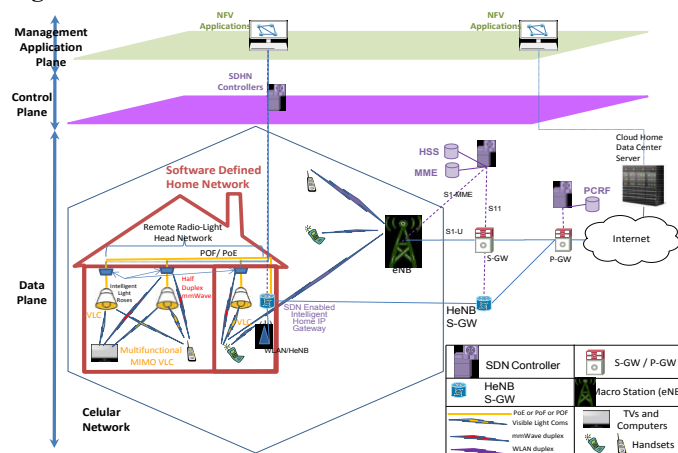 NFV
Applications
NFV
Applications
Management
Application
Plane
SDHN
Controllers
Control
Plane
Cloud Home
Data Center
Server
HSS
MME
PCRF
Software Defined
Home Network
S1-MME
S11
Remote Radio-Light
Head Network
S1-U
S-GW
P-GW
Internet
eNB
POF/ PoE
Data
Plane
Intelligent
Light
Roses
Half
Duplex
mmWave
VLC
VLC
SDN Enabled
Intelligent
Home IP
Gateway
HeNB
S-GW
WLAN/HeNB
Multifunctional
MIMO VLC
Celular
Network
SDN Controller
S-GW / P-GW
HeNB
S-GW
Macro Station (eNB
PoE or PoF or POF
Visible Light Coms
mmWave duplex
WLAN duplex
TVs and
Computers
Handsets